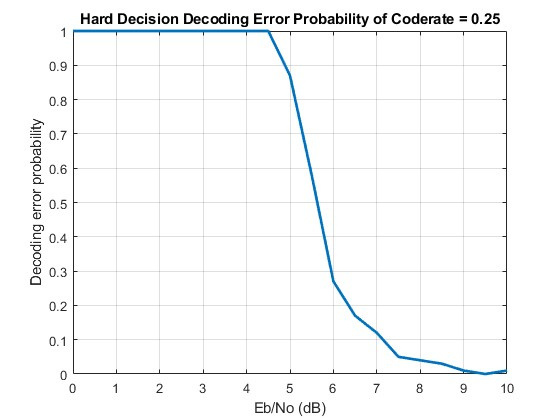 Hard Decision Decoding Error Probability of Coderate = 0.25
1
0.9
0.8
0.7
0.6
0.5
0.4
0.3
0.2
0.1
0
Decoding error probability
0 1 2 3 4 5 6 7 8 9 10
Eb/No (dB)